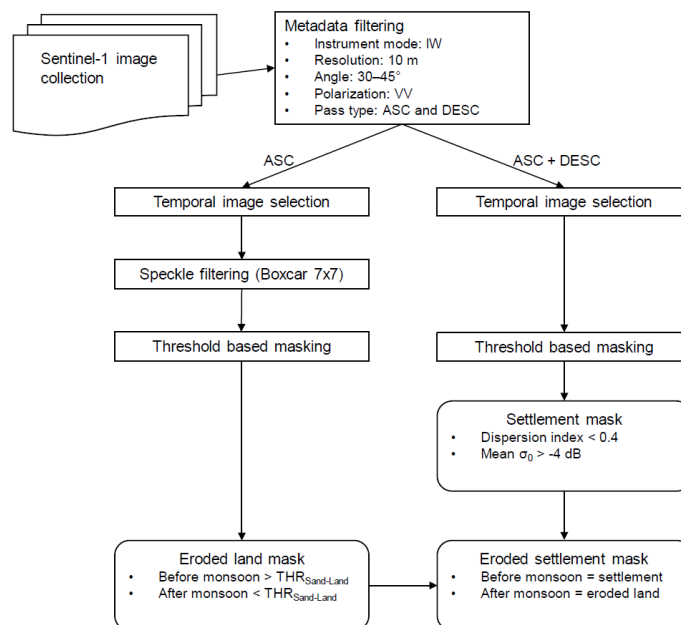 Sentinel-1 image
collection
Metadata filtering
• Instrument mode: IW
• Resolution: 10 m
• Angle: 30–45°
• Polarization: VV
• Pass type: ASC and DESC
ASC
ASC + DESC
Temporal image selection
Temporal image selection
Speckle filtering (Boxcar 7x7)
Threshold based masking
Threshold based masking
Settlement mask
• Dispersion index < 0.4
• Mean σ0 > -4 dB
Eroded land mask
• Before monsoon > THRSand-Land
• After monsoon < THRSand-Land
Eroded settlement mask
• Before monsoon = settlement
• After monsoon = eroded land